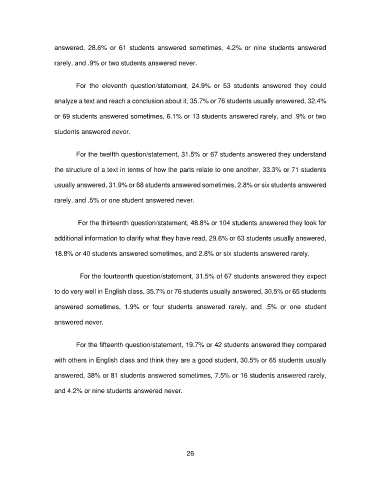 answered, 28.6% or 61 students answered sometimes, 4.2% or nine students answered
rarely, and .9% or two students answered never.
For the eleventh question/statement, 24.9% or 53 students answered they could
analyze a text and reach a conclusion about it, 35.7% or 76 students usually answered, 32.4%
or 69 students answered sometimes, 6.1% or 13 students answered rarely, and .9% or two
students answered never.
For the twelfth question/statement, 31.5% or 67 students answered they understand
the structure of a text in terms of how the parts relate to one another, 33.3% or 71 students
usually answered, 31.9% or 68 students answered sometimes, 2.8% or six students answered
rarely, and .5% or one student answered never.
For the thirteenth question/statement, 48.8% or 104 students answered they look for
additional information to clarify what they have read, 29.6% or 63 students usually answered,
18.8% or 40 students answered sometimes, and 2.8% or six students answered rarely.
For the fourteenth question/statement, 31.5% of 67 students answered they expect
to do very well in English class, 35.7% or 76 students usually answered, 30.5% or 65 students
answered sometimes, 1.9% or four students answered rarely, and .5% or one student
answered never.
For the fifteenth question/statement, 19.7% or 42 students answered they compared
with others in English class and think they are a good student, 30.5% or 65 students usually
answered, 38% or 81 students answered sometimes, 7.5% or 16 students answered rarely,
and 4.2% or nine students answered never.
26